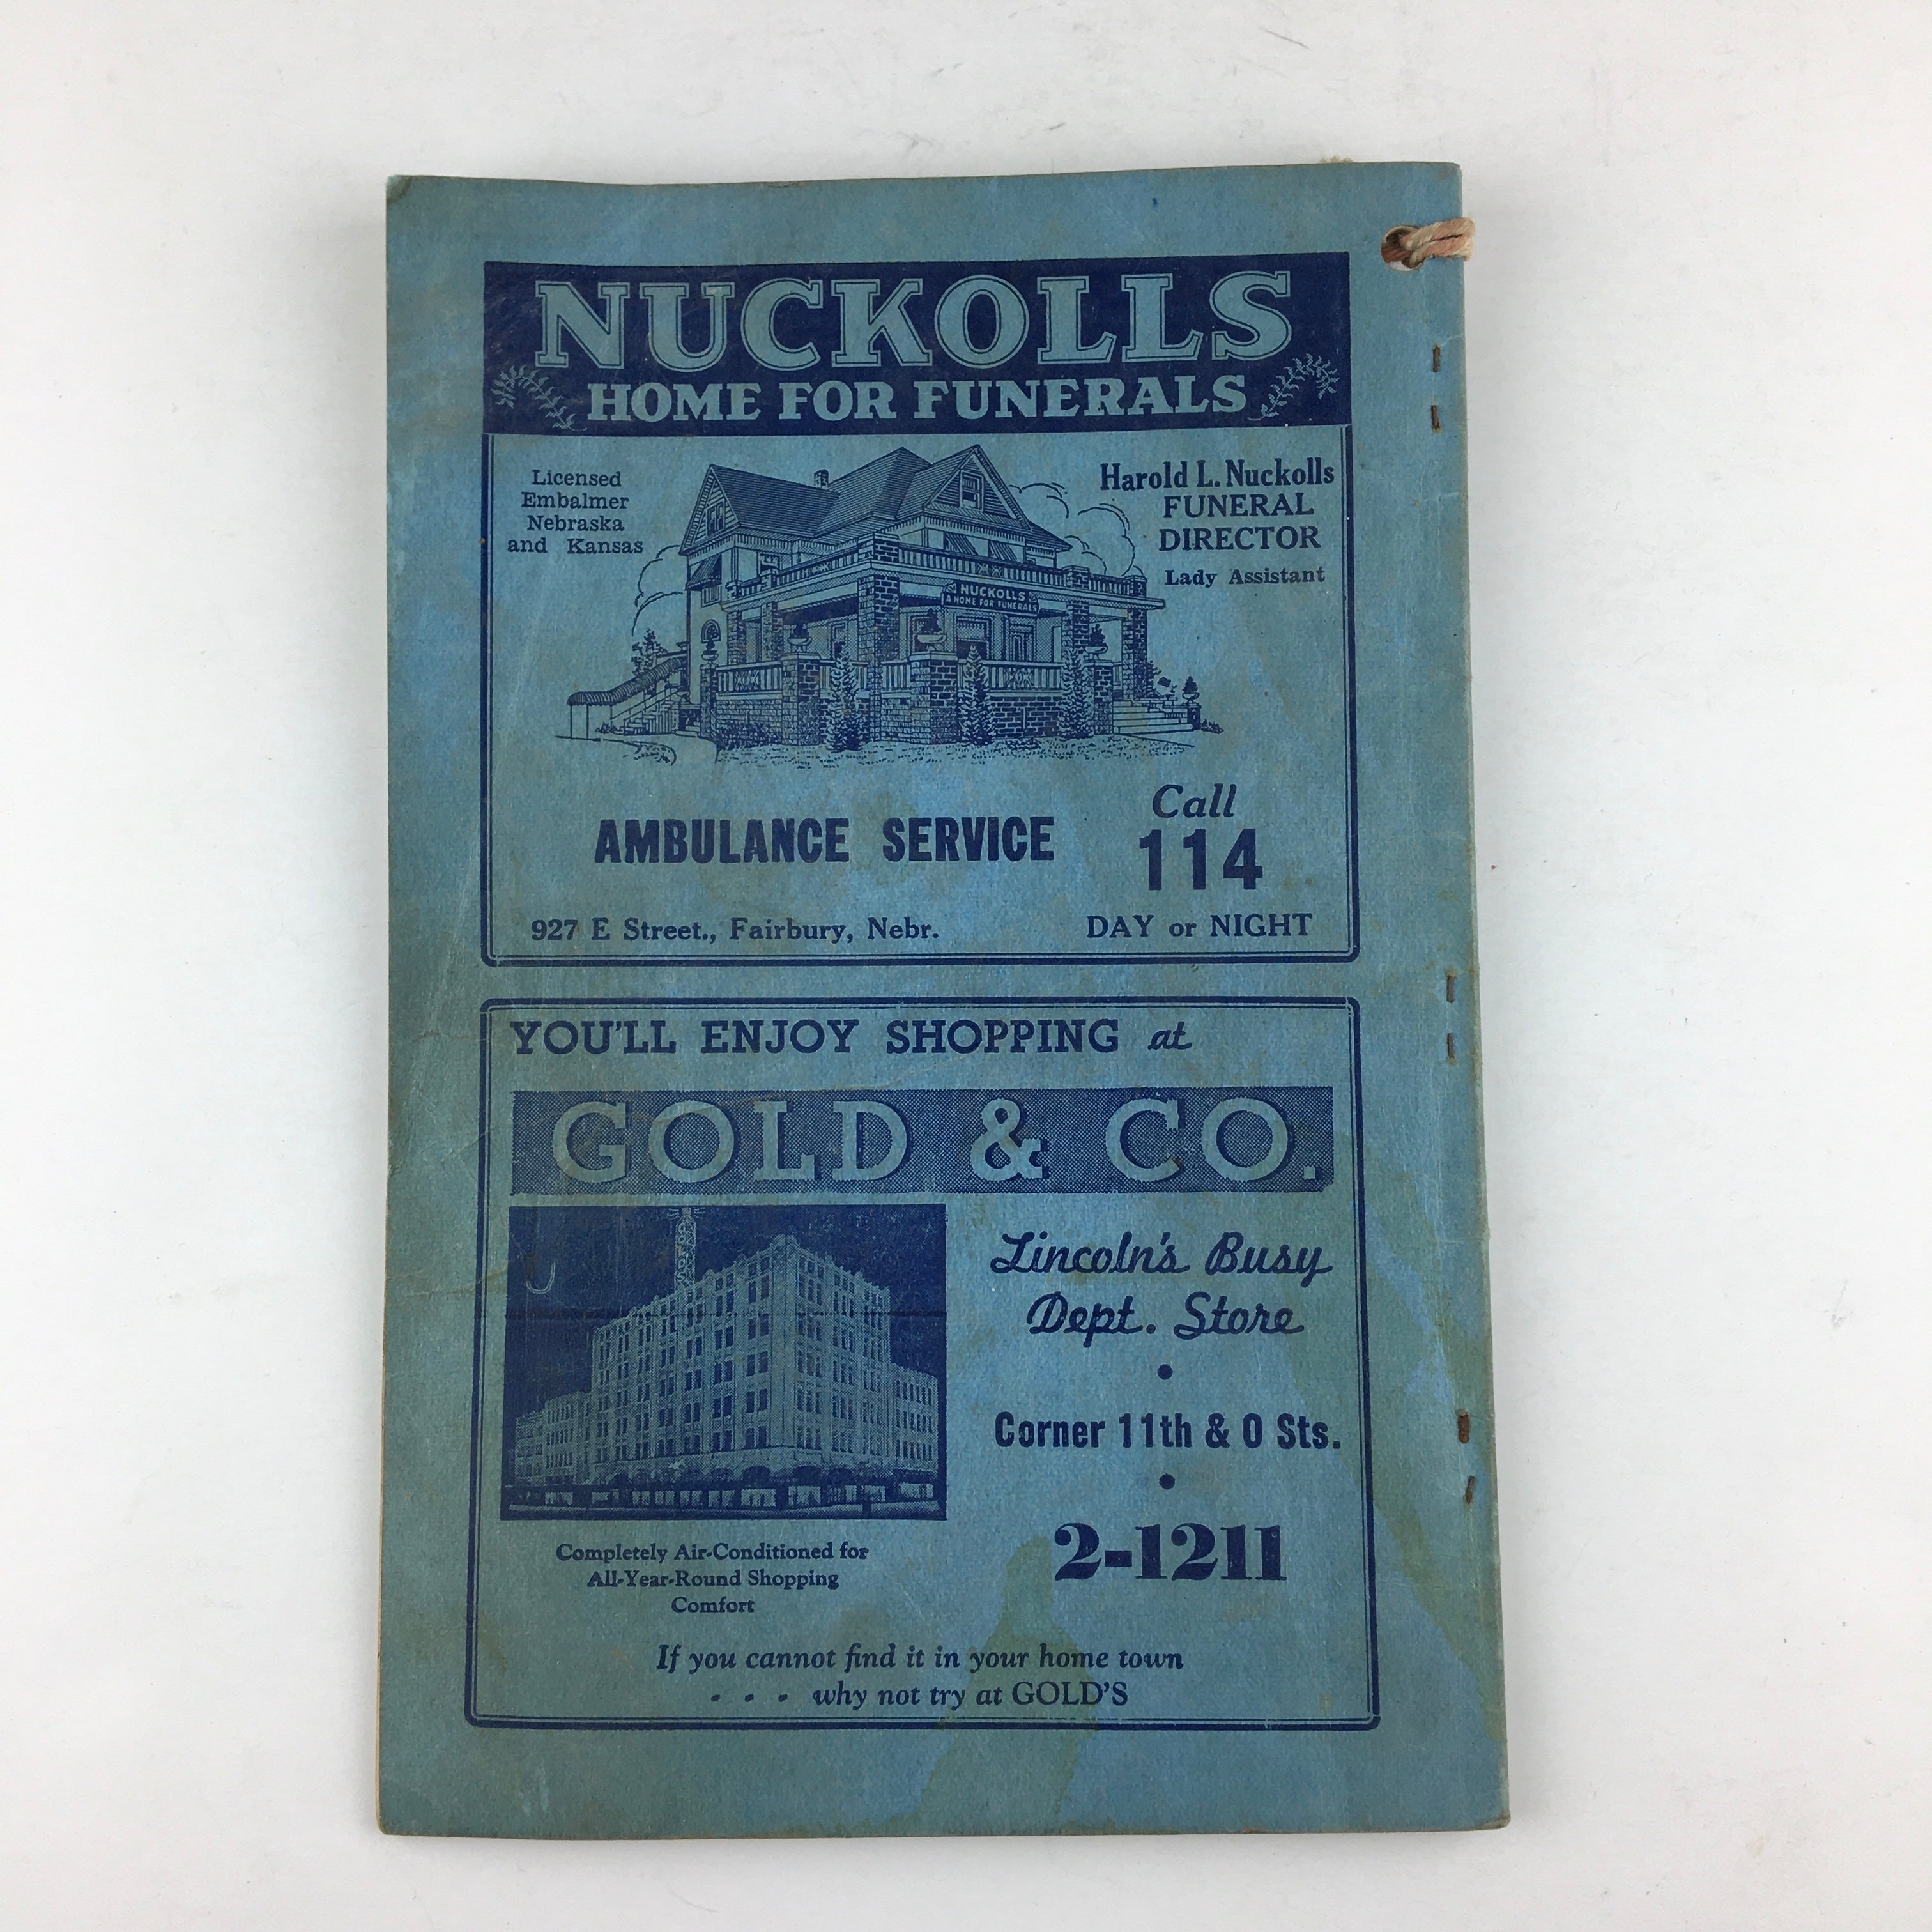 NUCKOLLS
HOME FOR FUNERALS
Licensed
Embalmer
Nebraska
and Kansas
Harold L. Nuckolls
FUNERAL
DIRECTOR
Lady Assistant
NUCKOLLS
A HOME FOR FUNERALS
AMBULANCE SERVICE
Call
114
927 E Street., Fairbury, Nebr.
DAY or NIGHT
YOU'LL ENJOY SHOPPING at
GOLD & CO.
GOLD'S
Lincoln's Busy
Dept. Store
•
Corner 11th & O Sts.
•
2-1211
Completely Air-Conditioned for
All-Year-Round Shopping
Comfort
If you cannot find it in your home town
. . . why not try at GOLD'S